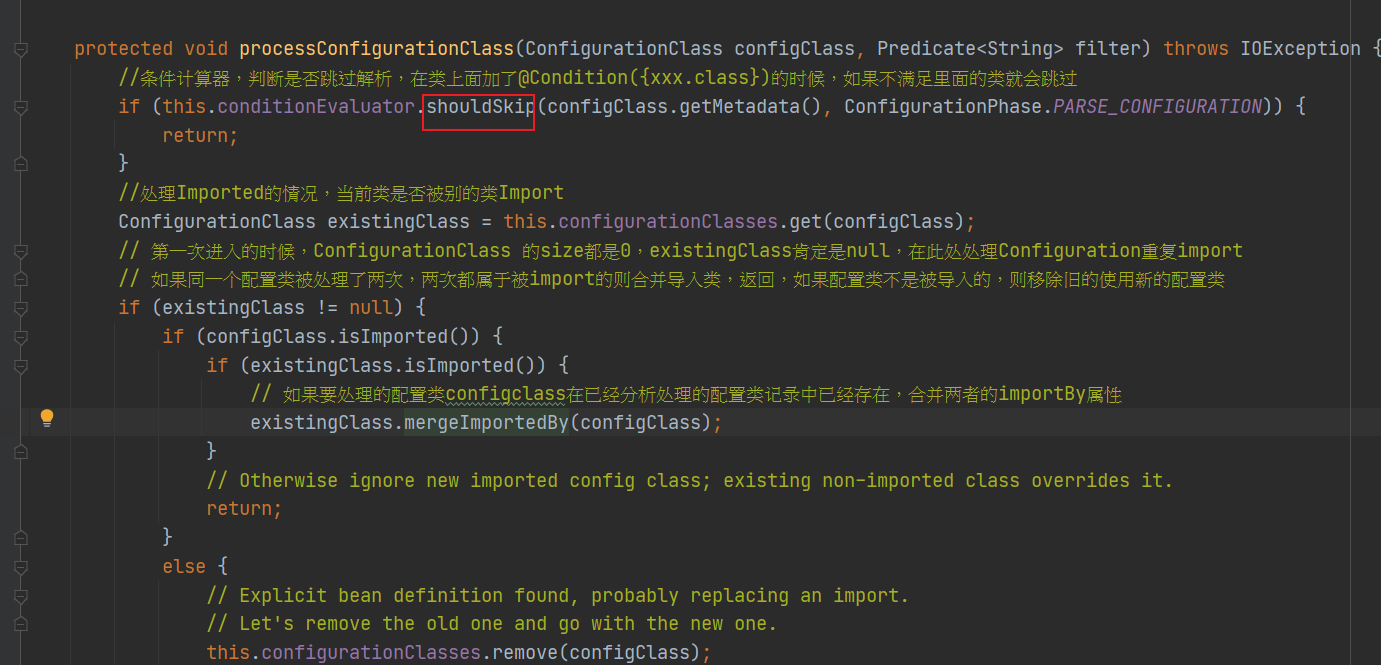 protected void processConfigurationClass(ConfigurationClass configClass, Predicate<String> filter) throws IOException {
//条件计算器，判断是否跳过解析，在类上面加了@Condition({xxx.class})的时候，如果不满足里面的类就会跳过
if (this.conditionEvaluator.shouldSkip(configClass.getMetadata(), ConfigurationPhase.PARSE_CONFIGURATION)) {
return;
}
//处理Imported的情况，当前类是否被别的类Import
ConfigurationClass existingClass = this.configurationClasses.get(configClass);
// 第一次进入的时候，ConfigurationClass 的size都是0，existingClass肯定是null，在此处处理Configuration重复import
// 如果同一个配置类被处理了两次，两次都属于被import的则合并导入类，返回，如果配置类不是被导入的，则移除旧的使用新的配置类
if (existingClass != null) {
if (configClass.isImported()) {
if (existingClass.isImported()) {
// 如果要处理的配置类configclass在已经分析处理的配置类记录中已经存在，合并两者的importBy属性
existingClass.mergeImportedBy(configClass);
}
// Otherwise ignore new imported config class; existing non-imported class overrides it.
return;
}
else {
// Explicit bean definition found, probably replacing an import.
// Let's remove the old one and go with the new one.
this.configurationClasses.remove(configClass);